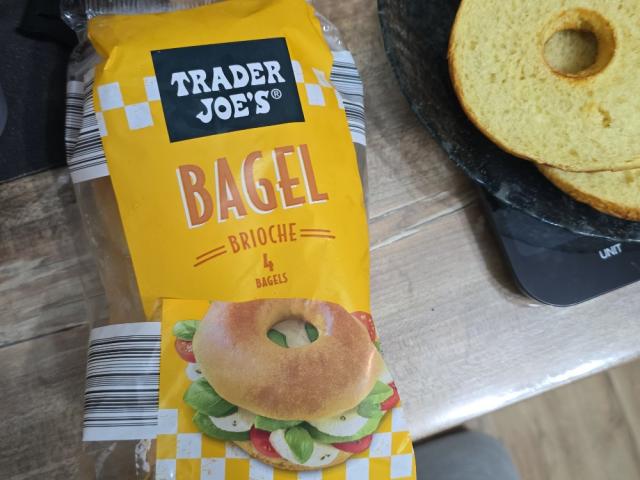 TRADER
JOE'S®
BAGEL
BRIOCHE
4
BAGELS
UNIT